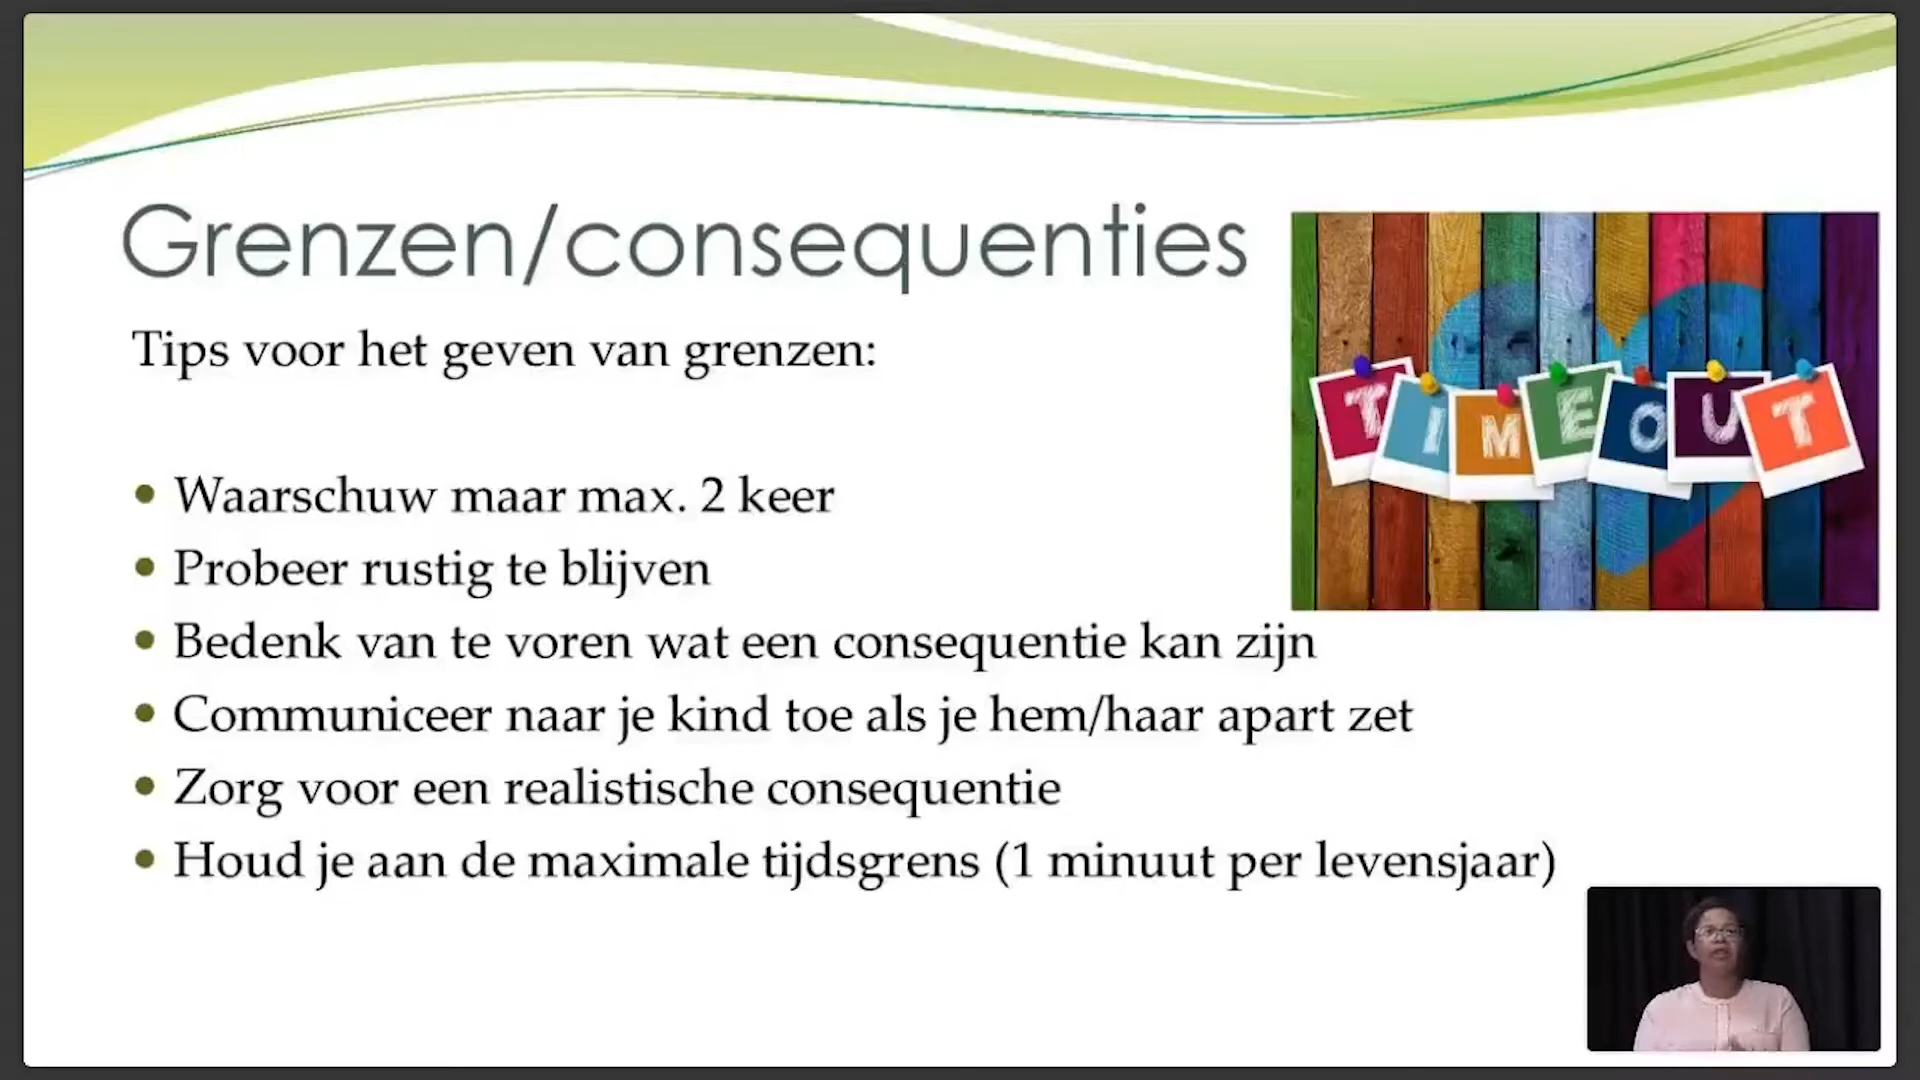 Grenzen/consequenties
Tips voor het geven van grenzen:
TIMEOUT
Waarschuw maar max. 2 keer
Probeer rustig te blijven
Bedenk van te voren wat een consequentie kan zijn
Communiceer naar je kind toe als je hem/haar apart zet
Zorg voor een realistische consequentie
Houd je aan de maximale tijdsgrens (1 minuut per levensjaar)